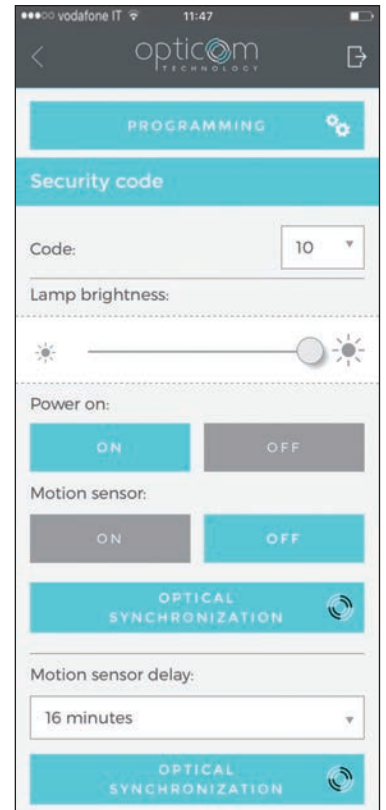 vodafone IT 11:47
opticom
TECHNOLOGY
PROGRAMMING
Security code
Code: 10
Lamp brightness:
Power on:
ON OFF
Motion sensor:
ON OFF
OPTICAL
SYNCHRONIZATION
Motion sensor delay:
16 minutes
OPTICAL
SYNCHRONIZATION